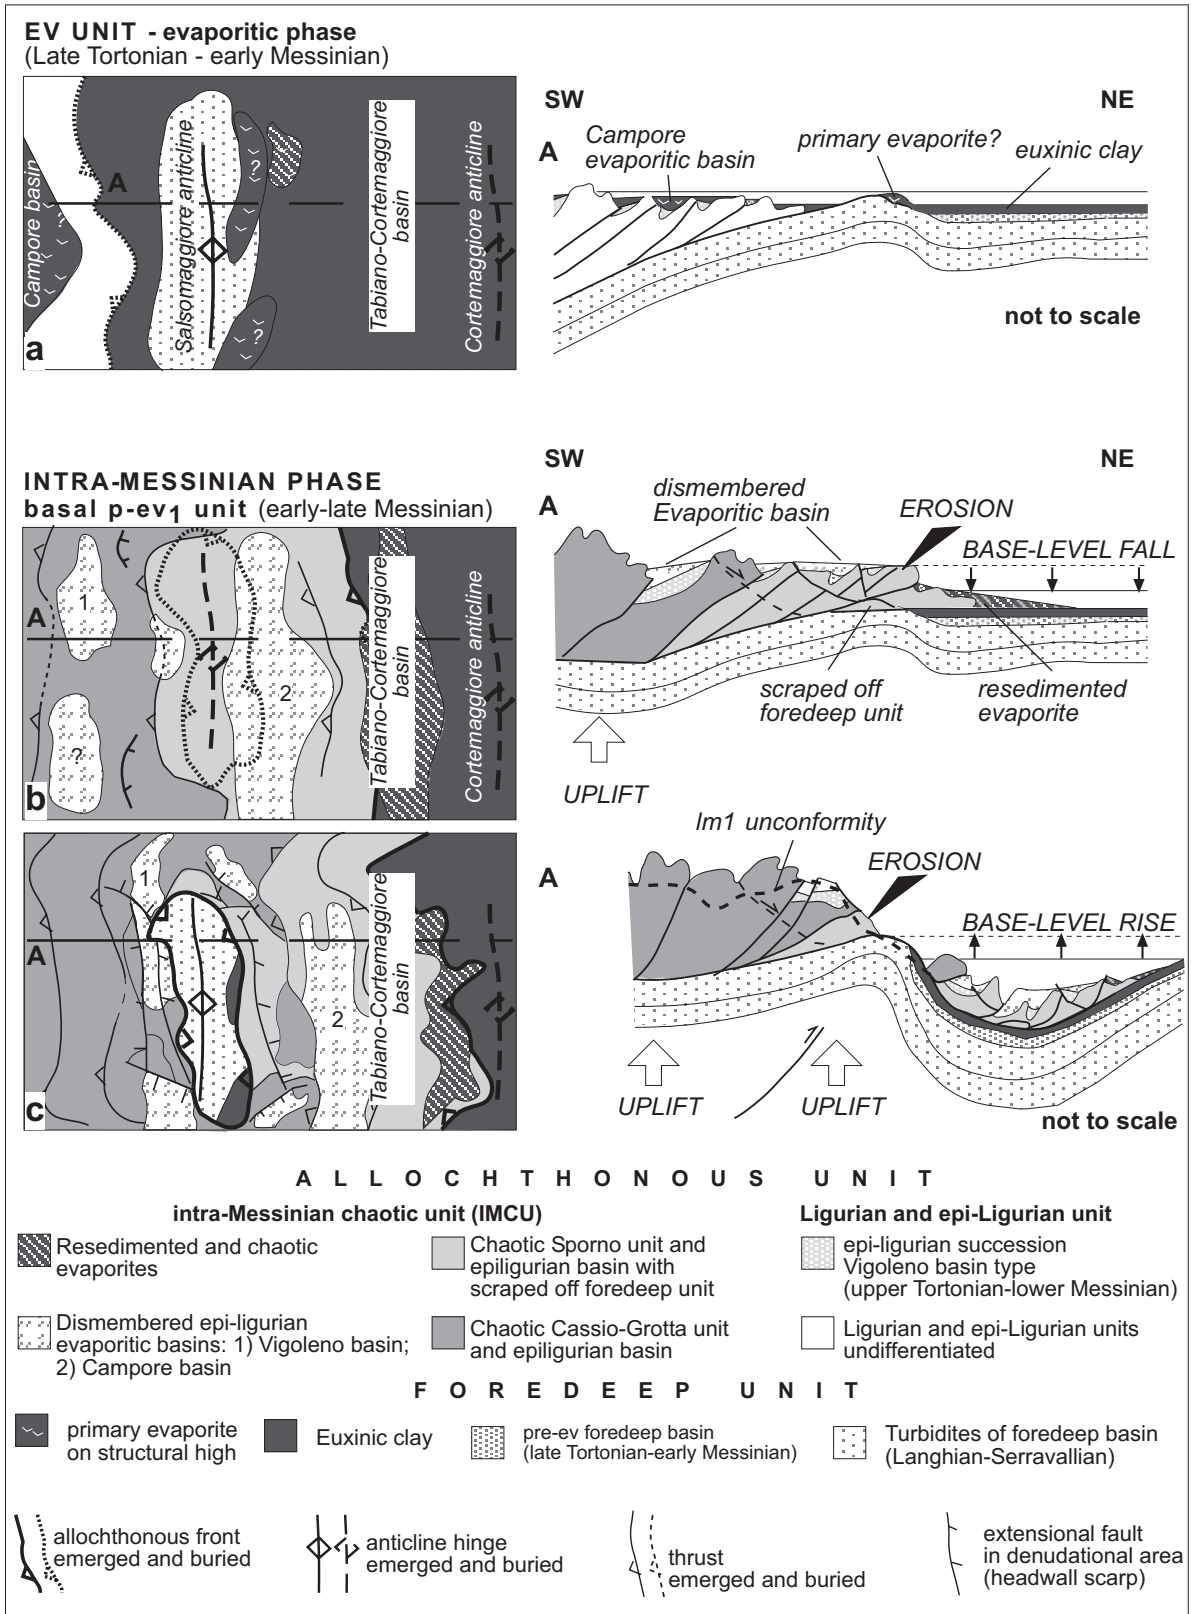 EV UNIT - evaporitic phase
(Late Tortonian - early Messinian)
Campore basin
?
A
Salsomaggiore anticline
?
?
Tabiano-Cortemaggiore
basin
Cortemaggiore anticline
a
SW
NE
A
Campore
evaporitic basin
primary evaporite?
euxinic clay
not to scale
INTRA-MESSINIAN PHASE
basal p-ev1 unit (early-late Messinian)
A
1
2
?
Tabiano-Cortemaggiore
basin
Cortemaggiore anticline
b
SW
NE
A
dismembered
Evaporitic basin
EROSION
BASE-LEVEL FALL
scraped off
foredeep unit
resedimented
evaporite
UPLIFT
1
A
2
Tabiano-Cortemaggiore
basin
c
Im1 unconformity
A
EROSION
BASE-LEVEL RISE
UPLIFT
UPLIFT
not to scale
ALLOCHTHONOUS UNIT
intra-Messinian chaotic unit (IMCU)
Ligurian and epi-Ligurian unit
Resedimented and chaotic
evaporites
Chaotic Sporno unit and
epiligurian basin with
scraped off foredeep unit
epi-ligurian succession
Vigoleno basin type
(upper Tortonian-lower Messinian)
Dismembered epi-ligurian
evaporitic basins: 1) Vigoleno basin;
2) Campore basin
Chaotic Cassio-Grotta unit
and epiligurian basin
Ligurian and epi-Ligurian units
undifferentiated
FOREDEEP UNIT
primary evaporite
on structural high
Euxinic clay
pre-ev foredeep basin
(late Tortonian-early Messinian)
Turbidites of foredeep basin
(Langhian-Serravallian)
allochthonous front
emerged and buried
anticline hinge
emerged and buried
thrust
emerged and buried
extensional fault
in denudational area
(headwall scarp)